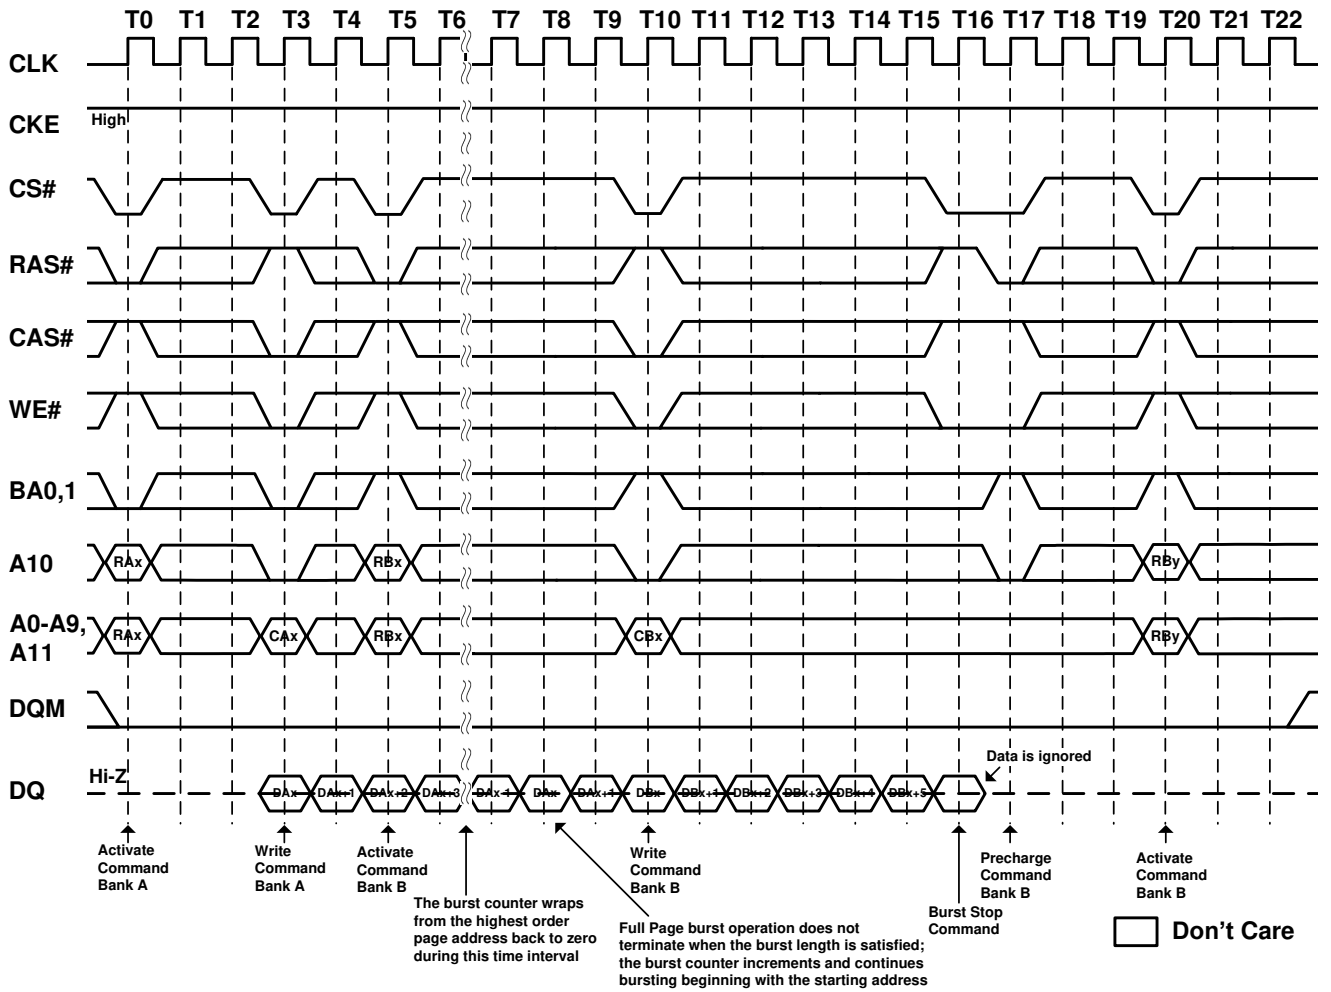 T0 T1 T2 T3 T4 T5 T6 T7 T8 T9 T10 T11 T12 T13 T14 T15 T16 T17 T18 T19 T20 T21 T22
CLK
CKE
High
CS#
RAS#
CAS#
WE#
BA0,1
A10
RAx RBx RBy
A0-A9,
A11
RAx CAx RBx CBx RBy
DQM
Data is ignored
Hi-Z
DQ
DAx DAx+1 DAx+2 DAx+3 DAx-1 DAx DAx+1 DBx DBx+1 DBx+2 DBx+3 DBx+4 DBx+5
Activate
Command
Bank A
Write
Command
Bank A
Activate
Command
Bank B
The burst counter wraps
from the highest order
page address back to zero
during this time interval
Write
Command
Bank B
Full Page burst operation does not
terminate when the burst length is satisfied;
the burst counter increments and continues
bursting beginning with the starting address
Burst Stop
Command
Precharge
Command
Bank B
Activate
Command
Bank B
Don't Care